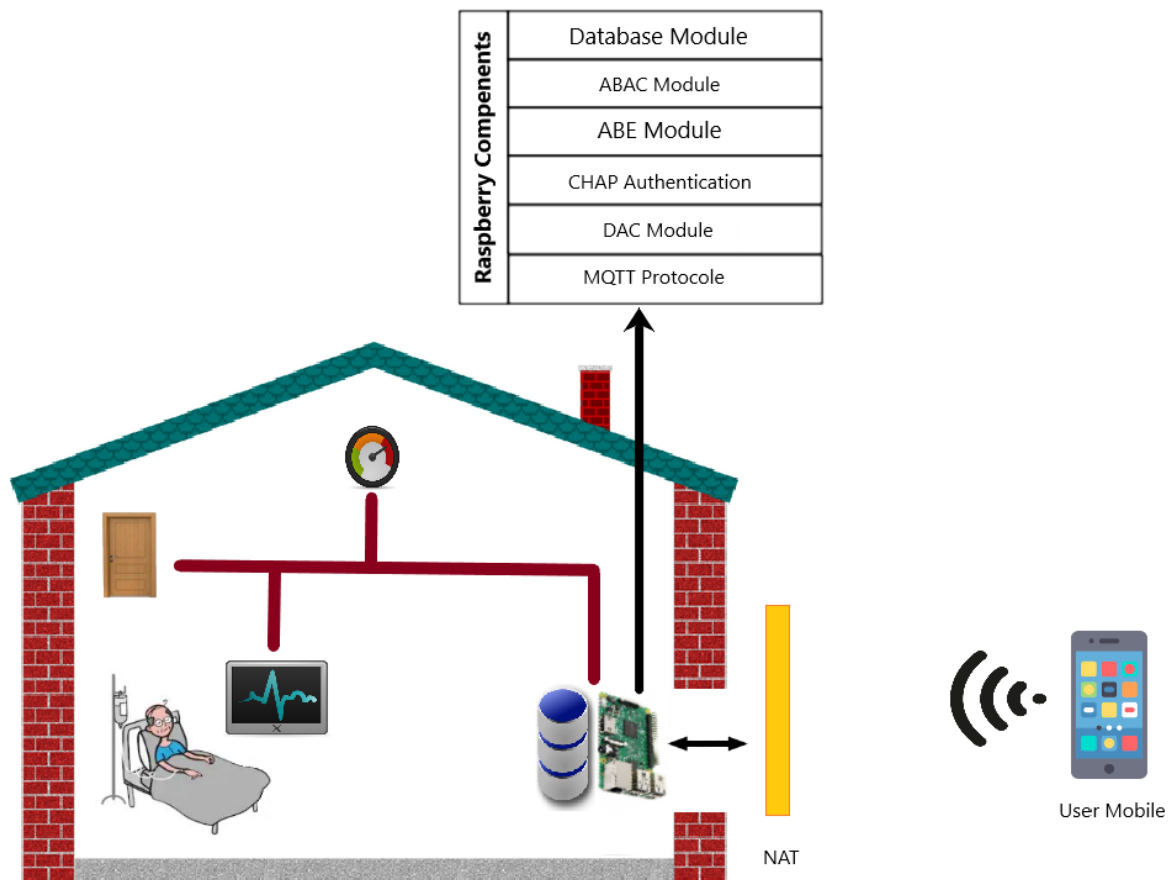 Raspberry Compenents
Database Module
ABAC Module
ABE Module
CHAP Authentication
DAC Module
MQTT Protocole
User Mobile
NAT